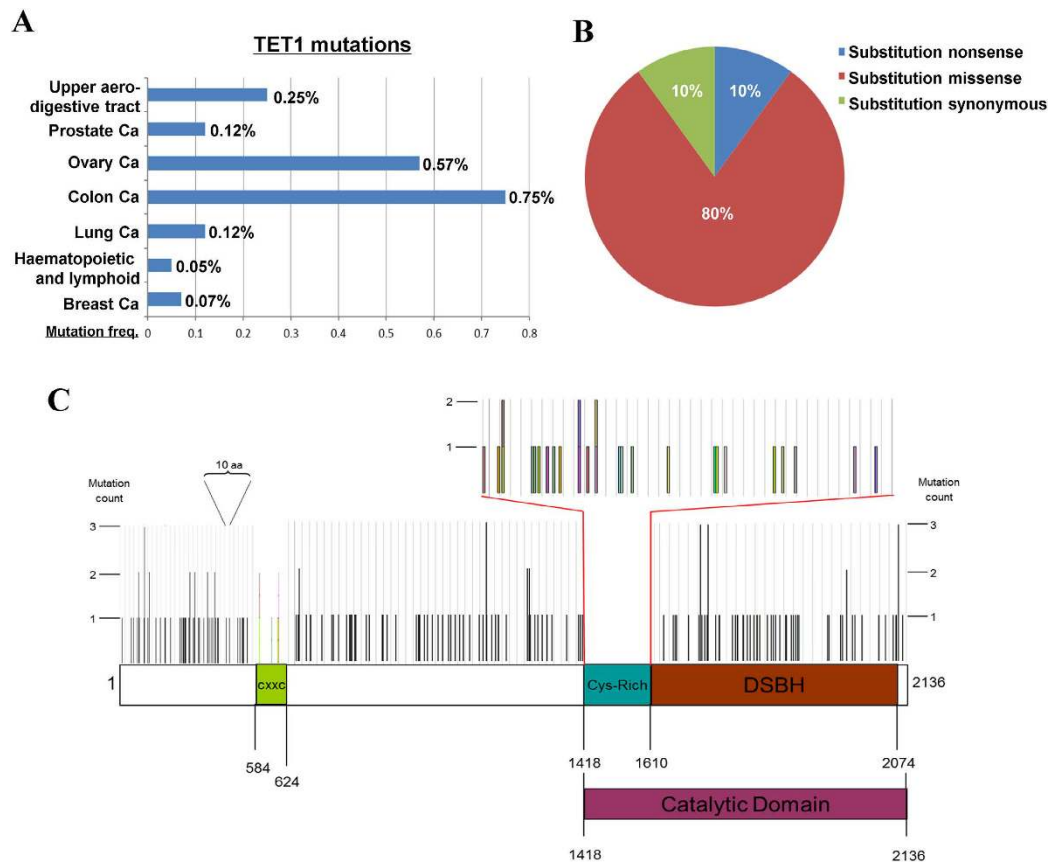 A
TET1 mutations
Upper aero-
digestive tract
0.25%
Prostate Ca
0.12%
Ovary Ca
0.57%
Colon Ca
0.75%
Lung Ca
0.12%
Haematopoietic
and lymphoid
0.05%
Breast Ca
0.07%
Mutation freq.
0 0.1 0.2 0.3 0.4 0.5 0.6 0.7 0.8
B
10% 10%
80%
Substitution nonsense
Substitution missense
Substitution synonymous
C
2
1
10 aa
Mutation
count
3
2
1
Mutation
count
3
2
1
1
CXXC
Cys-Rich
DSBH
2136
584
624
1418
1610
2074
Catalytic Domain
1418
2136